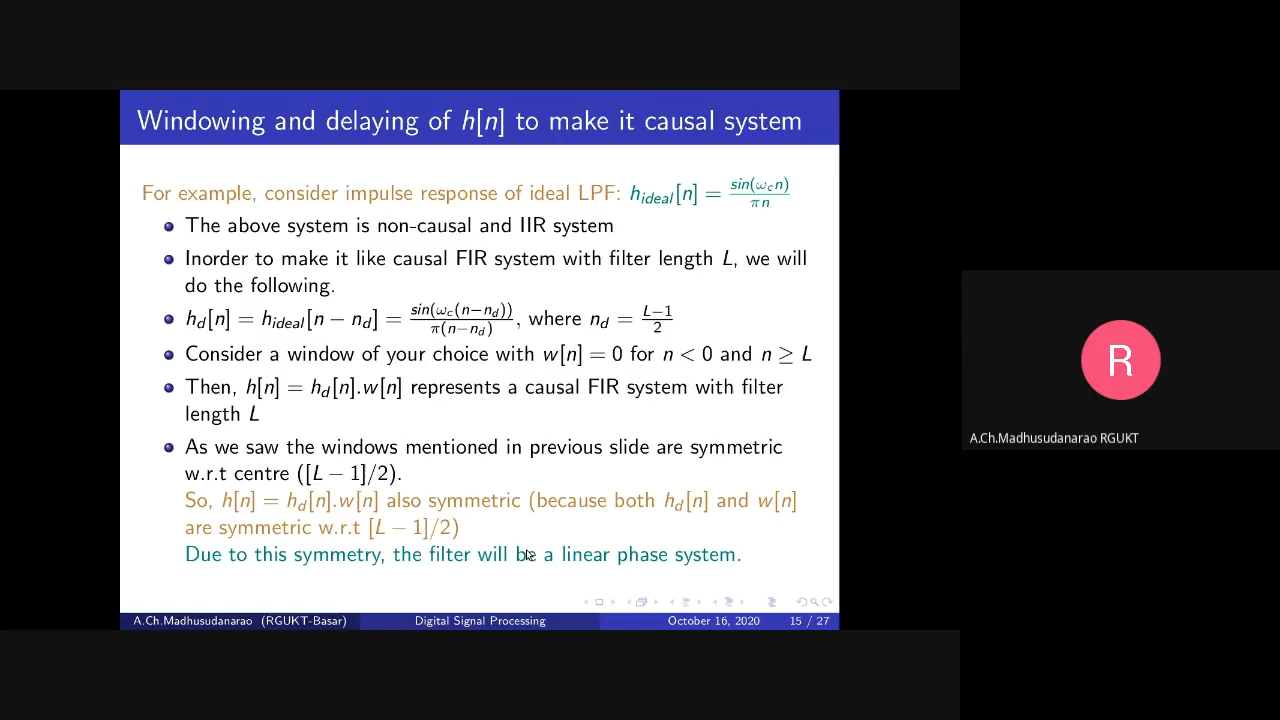 Windowing and delaying of h[n] to make it causal system
For example, consider impulse response of ideal LPF: h_ideal[n] = sin(ω_c n)/πn
The above system is non-causal and IIR system
Inorder to make it like causal FIR system with filter length L, we will
do the following.
h_d[n] = h_ideal[n − n_d] = sin(ω_c(n−n_d))/π(n−n_d), where n_d = L−1/2
Consider a window of your choice with w[n] = 0 for n < 0 and n ≥ L
Then, h[n] = h_d[n].w[n] represents a causal FIR system with filter
length L
As we saw the windows mentioned in previous slide are symmetric
w.r.t centre ([L − 1]/2).
So, h[n] = h_d[n].w[n] also symmetric (because both h_d[n] and w[n]
are symmetric w.r.t [L − 1]/2)
Due to this symmetry, the filter will be a linear phase system.
A.Ch.Madhusudanarao (RGUKT-Basar) Digital Signal Processing October 16, 2020 15 / 27
R
A.Ch.Madhusudanarao RGUKT